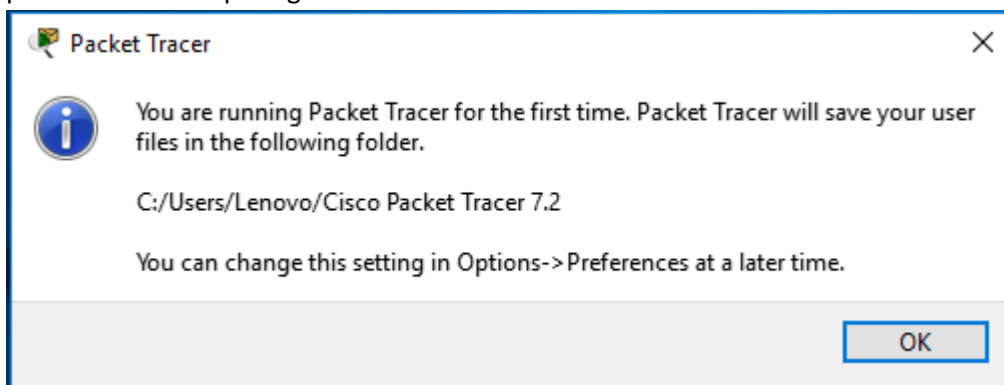 Packet Tracer
You are running Packet Tracer for the first time. Packet Tracer will save your user
files in the following folder.
C:/Users/Lenovo/Cisco Packet Tracer 7.2
You can change this setting in Options->Preferences at a later time.
OK